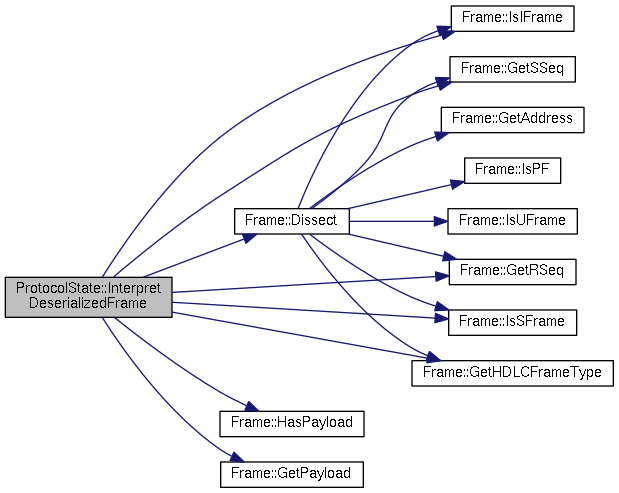 Frame::IsIFrame
Frame::GetSSeq
Frame::GetAddress
Frame::IsPF
Frame::Dissect
Frame::IsUFrame
Frame::GetRSeq
ProtocolState::Interpret
DeserializedFrame
Frame::IsSFrame
Frame::GetHDLCFrameType
Frame::HasPayload
Frame::GetPayload